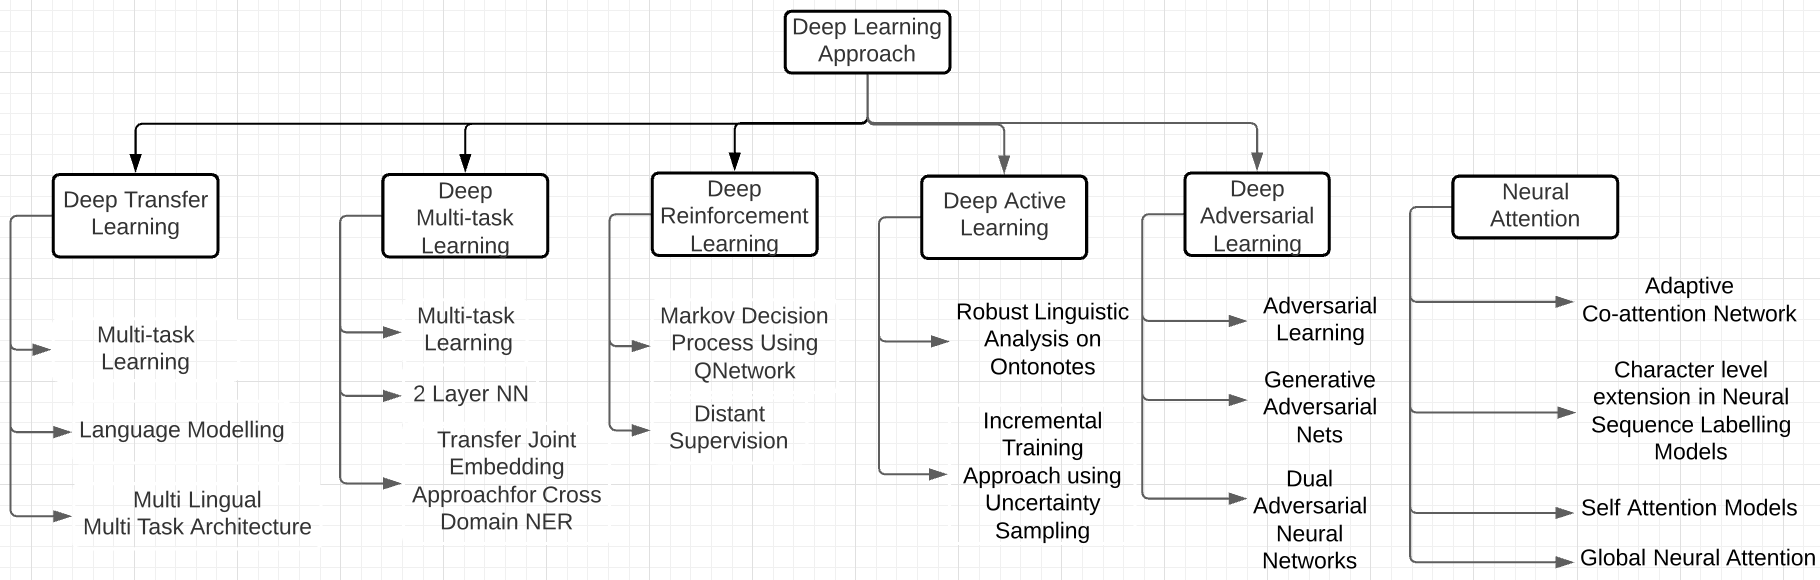 Deep Learning
Approach
Deep Transfer
Learning
Multi-task
Learning
Language Modelling
Multi Lingual
Multi Task Architecture
Deep
Multi-task
Learning
Multi-task
Learning
2 Layer NN
Transfer Joint
Embedding
Approachfor Cross
Domain NER
Deep
Reinforcement
Learning
Markov Decision
Process Using
QNetwork
Distant
Supervision
Deep Active
Learning
Robust Linguistic
Analysis on
Ontonotes
Incremental
Training
Approach using
Uncertainty
Sampling
Deep
Adversarial
Learning
Adversarial
Learning
Generative
Adversarial
Nets
Dual
Adversarial
Neural
Networks
Neural
Attention
Adaptive
Co-attention Network
Character level
extension in Neural
Sequence Labelling
Models
Self Attention Models
Global Neural Attention